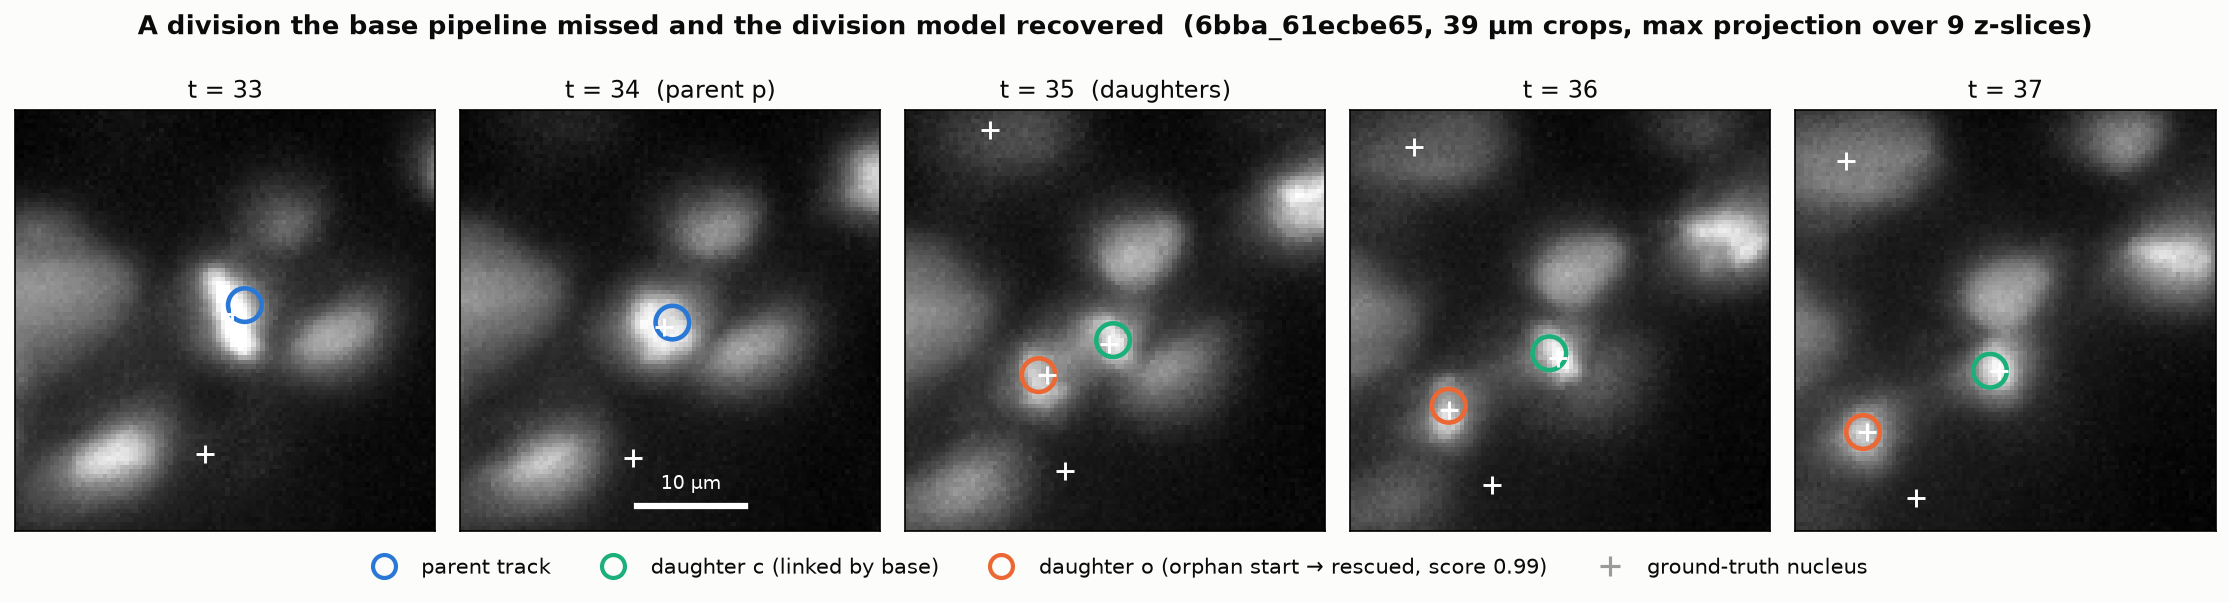 A division the base pipeline missed and the division model recovered (6bba_61ecbe65, 39 µm crops, max projection over 9 z-slices)
t = 33
t = 34 (parent p)
t = 35 (daughters)
t = 36
t = 37
10 µm
parent track
daughter c (linked by base)
daughter o (orphan start → rescued, score 0.99)
ground-truth nucleus